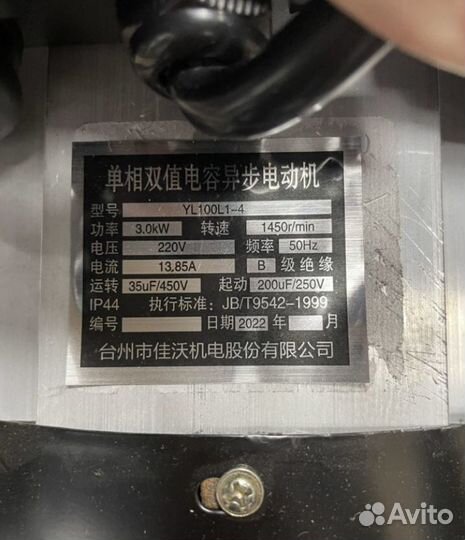 单相双值电容异步电动机
型号 YL100L1-4
功率 3.0kW 转速 1450r/min
电压 220V 频率 50Hz
电流 13.85A B 级绝缘
运转 35uF/450V 起动 200uF/250V
IP44 执行标准: JB/T9542-1999
编号 日期 2022 年 月
台州市佳沃机电股份有限公司
Avito